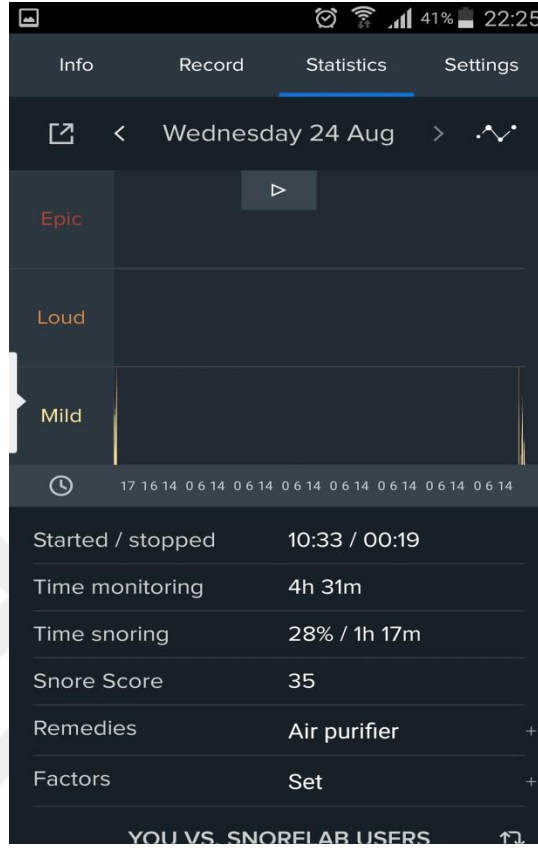 41% 22:25
Info Record Statistics Settings
< Wednesday 24 Aug >
Epic
Loud
Mild
17 16 14 0 6 14 0 6 14 0 6 14 0 6 14 0 6 14 0 6 14 0 6 14
Started / stopped 10:33 / 00:19
Time monitoring 4h 31m
Time snoring 28% / 1h 17m
Snore Score 35
Remedies Air purifier +
Factors Set +
YOU VS. SNORELAB USERS